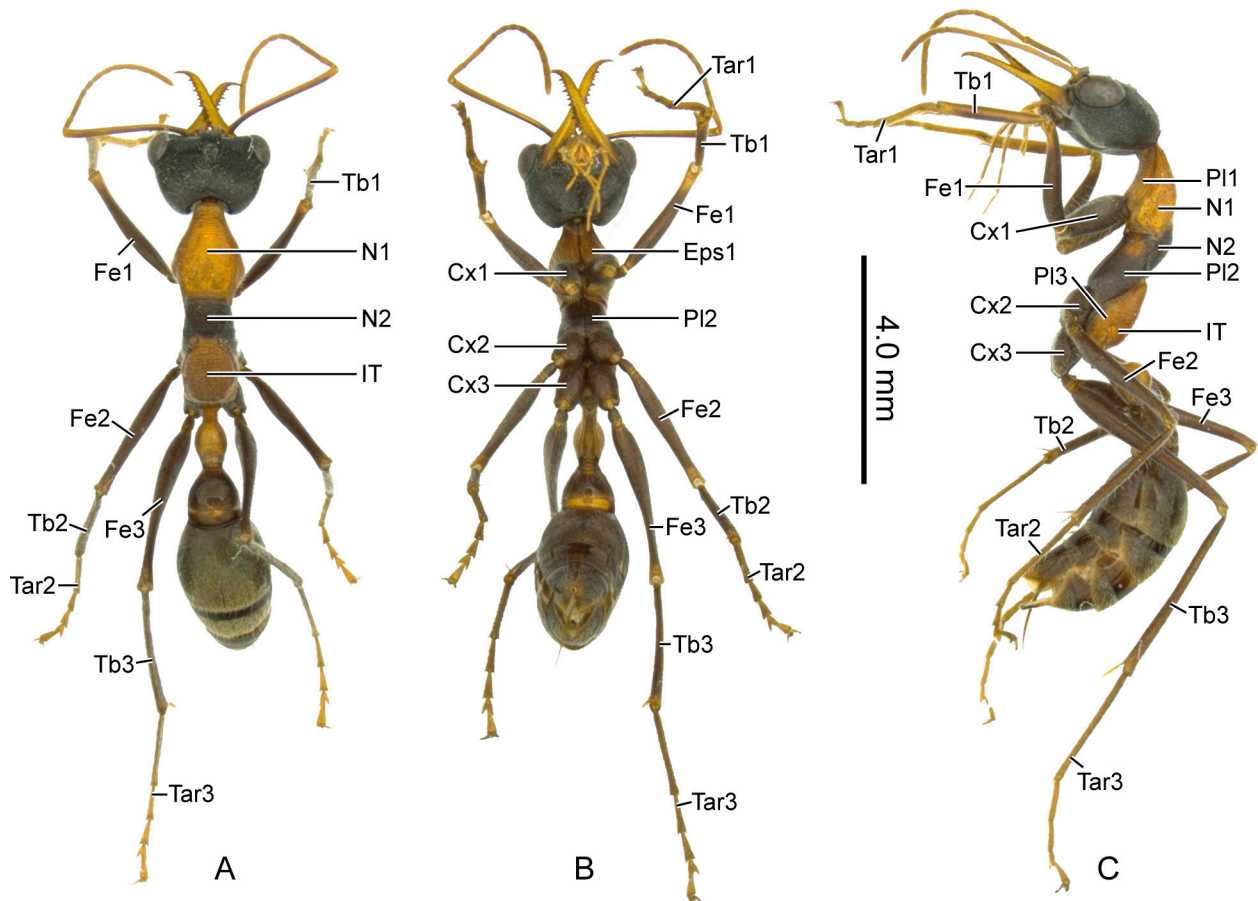 Tb1
Fe1
N1
N2
IT
Fe2
Tb2
Fe3
Tar2
Tb3
Tar3
A
Tar1
Tb1
Fe1
Eps1
Cx1
Pl2
Cx2
Cx3
Fe2
Tb2
Fe3
Tar2
Tb3
Tar3
B
4.0 mm
Tb1
Tar1
Fe1
Pl1
N1
Cx1
N2
Pl2
Pl3
Cx2
IT
Cx3
Fe2
Fe3
Tb2
Tar2
Tb3
Tar3
C